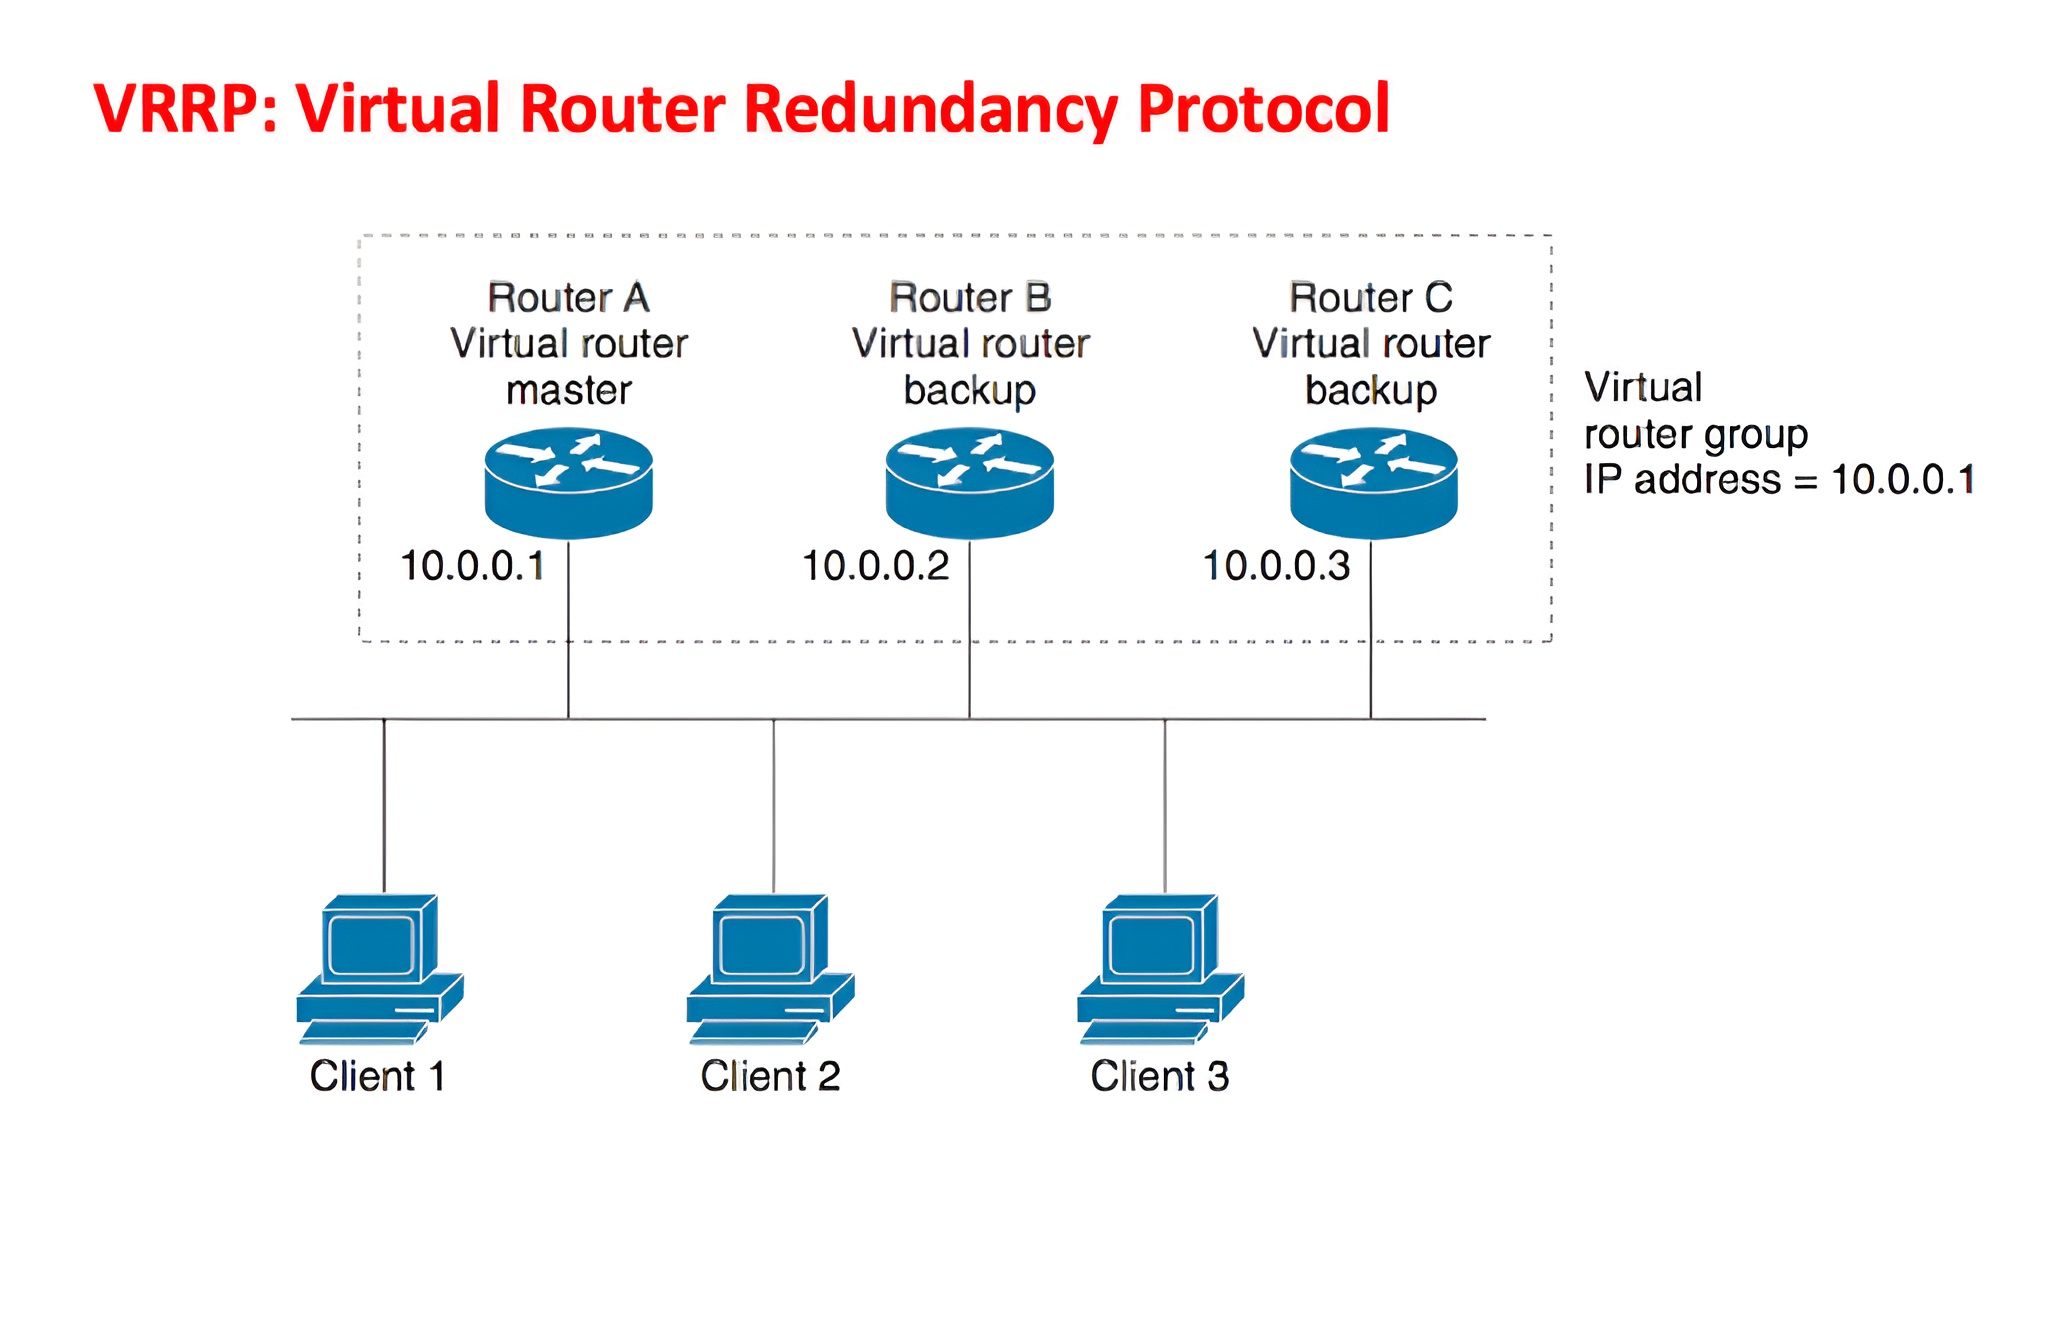 VRRP: Virtual Router Redundancy Protocol
Router A
Virtual router
master
10.0.0.1
Router B
Virtual router
backup
10.0.0.2
Router C
Virtual router
backup
10.0.0.3
Virtual
router group
IP address = 10.0.0.1
Client 1
Client 2
Client 3